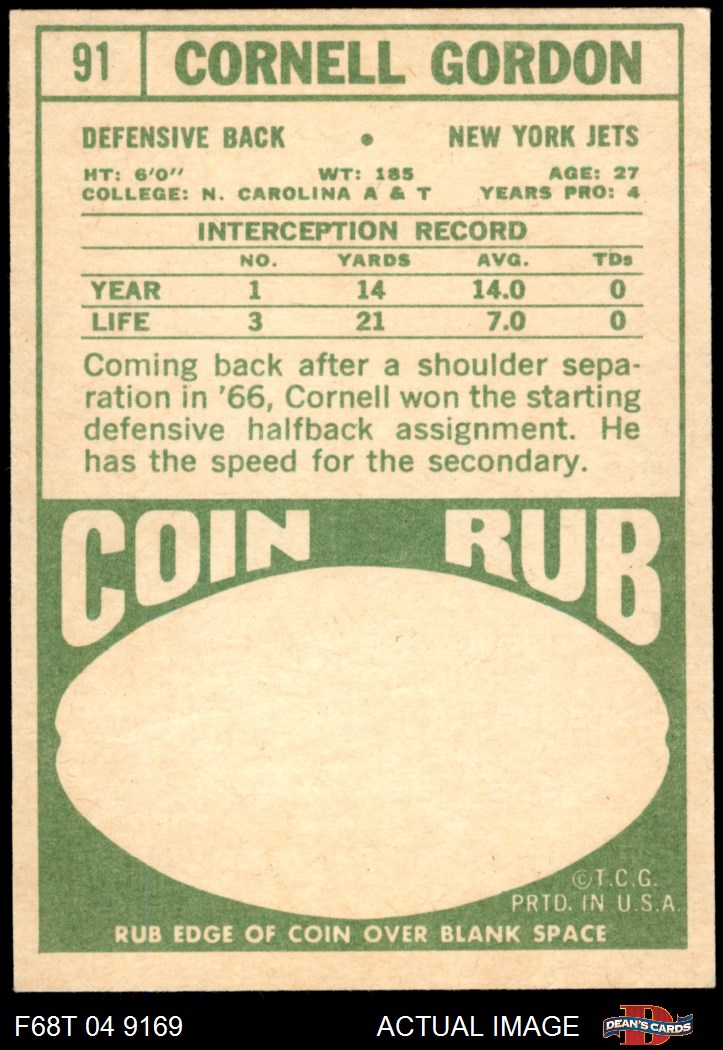 91 CORNELL GORDON
DEFENSIVE BACK • NEW YORK JETS
HT: 6'0" WT: 185 AGE: 27
COLLEGE: N. CAROLINA A & T YEARS PRO: 4
INTERCEPTION RECORD
NO. YARDS AVG. TDs
YEAR 1 14 14.0 0
LIFE 3 21 7.0 0
Coming back after a shoulder sepa-
ration in '66, Cornell won the starting
defensive halfback assignment. He
has the speed for the secondary.
COIN RUB
©T.C.G.
PRTD. IN U.S.A.
RUB EDGE OF COIN OVER BLANK SPACE
F68T 04 9169 ACTUAL IMAGE D DEAN'S CARDS